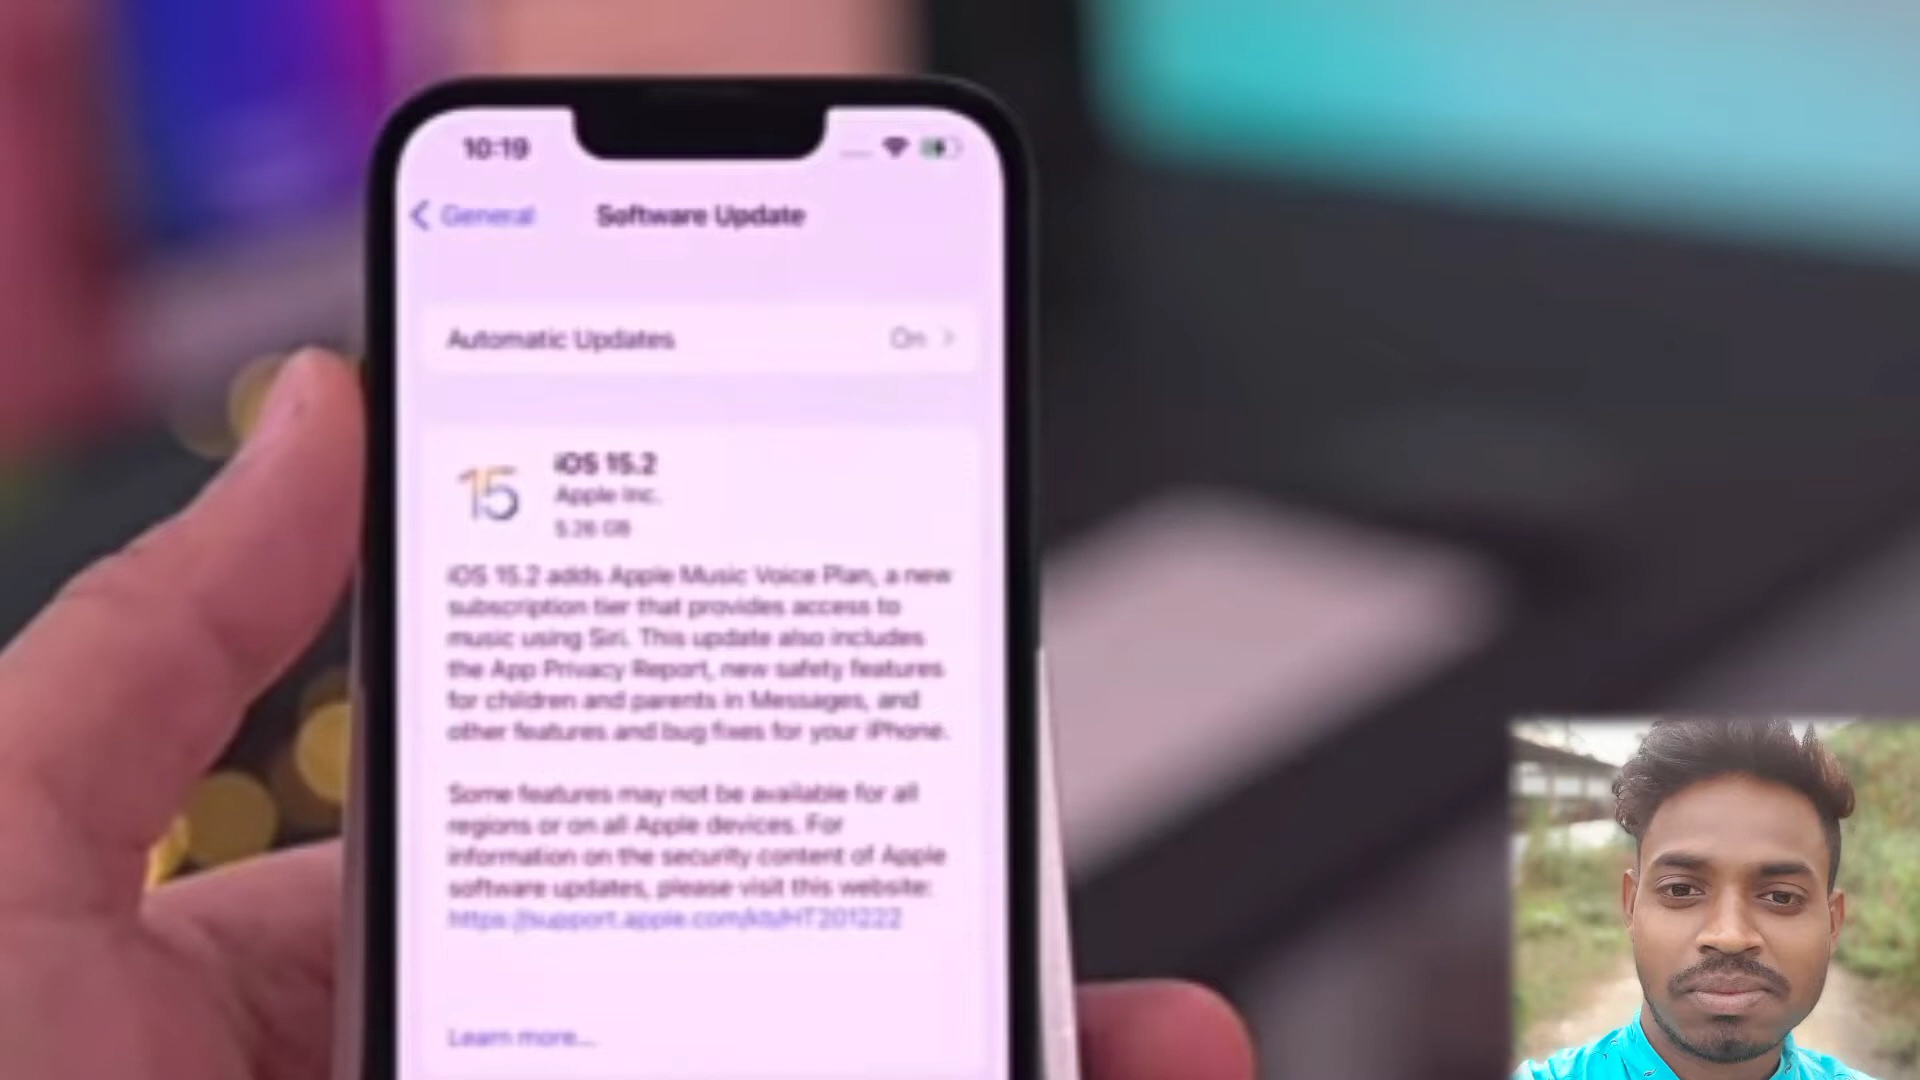 10:19
General
Software Update
Automatic Updates
On
15
iOS 15.2
Apple Inc.
5.26 GB
iOS 15.2 adds Apple Music Voice Plan, a new
subscription tier that provides access to
music using Siri. This update also includes
the App Privacy Report, new safety features
for children and parents in Messages, and
other features and bug fixes for your iPhone.
Some features may not be available for all
regions or on all Apple devices. For
information on the security content of Apple
software updates, please visit this website:
https://support.apple.com/kb/HT201222
Learn more...